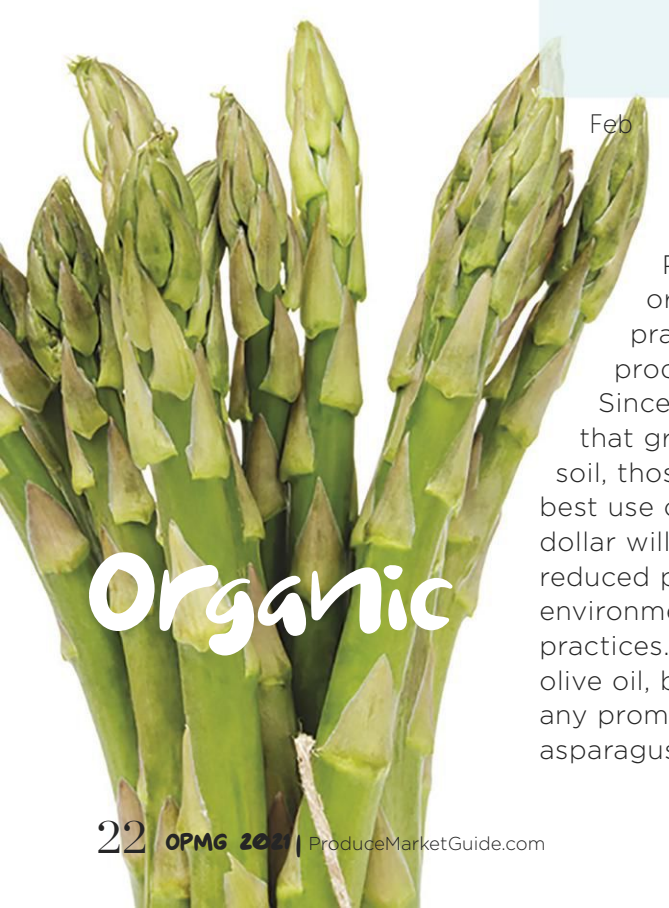 Feb
or
pra
Since
that gr
soil, thos
best use
dollar will
reduced
environme
practices.
olive oil,
any prom
asparagus
Organic
22 OPMG 2021 | ProduceMarketGuide.com